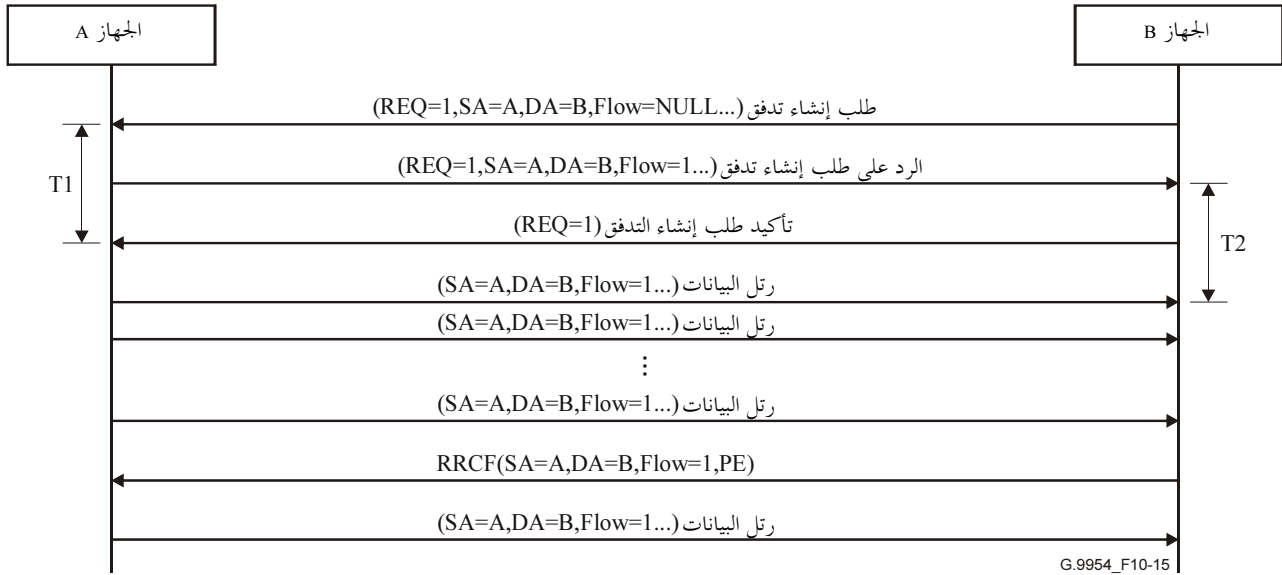 الجهاز A
الجهاز B
طلب إنشاء تدفق (REQ=1,SA=A,DA=B,Flow=NULL...)
الرد على طلب إنشاء تدفق (REQ=1,SA=A,DA=B,Flow=1...)
T1
تأكيد طلب إنشاء التدفق (REQ=1)
T2
رتل البيانات (SA=A,DA=B,Flow=1...)
رتل البيانات (SA=A,DA=B,Flow=1...)
⋮
رتل البيانات (SA=A,DA=B,Flow=1...)
RRCF(SA=A,DA=B,Flow=1,PE)
رتل البيانات (SA=A,DA=B,Flow=1...)
G.9954_F10-15